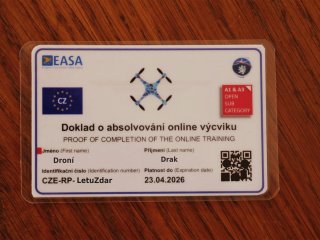 EASA
CZ
A1 & A3
OPEN
SUB
CATEGORY
Doklad o absolvování online výcviku
PROOF OF COMPLETION OF THE ONLINE TRAINING
Jméno (First name) Příjmení (Last name)
Droní Drak
Identifikační číslo (Identification number) Platnost do (Expiration date)
CZE-RP- LetuZdar 23.04.2026